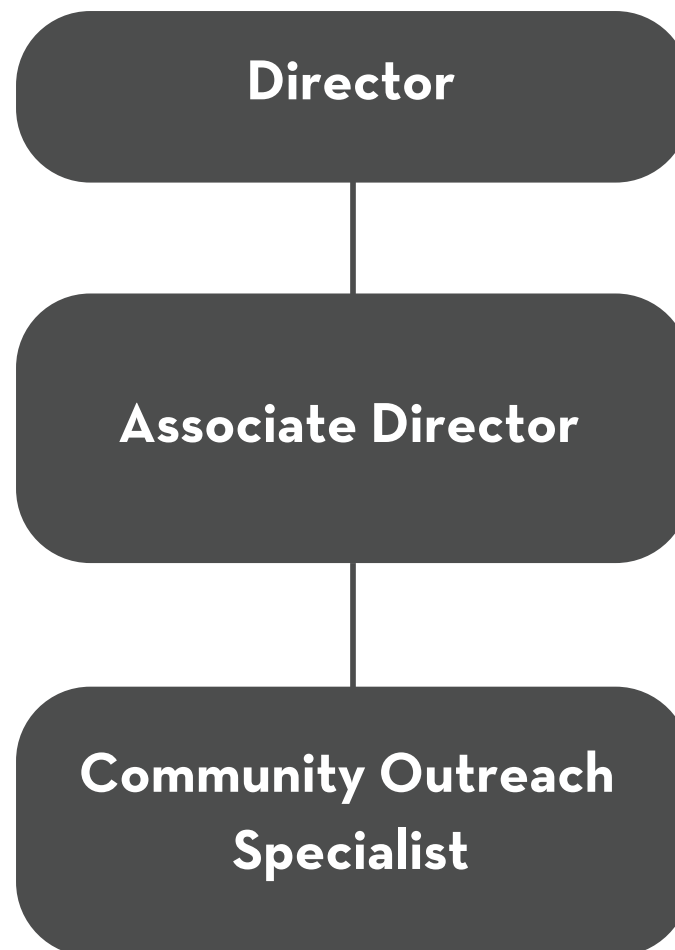 Director
Associate Director
Community Outreach
Specialist